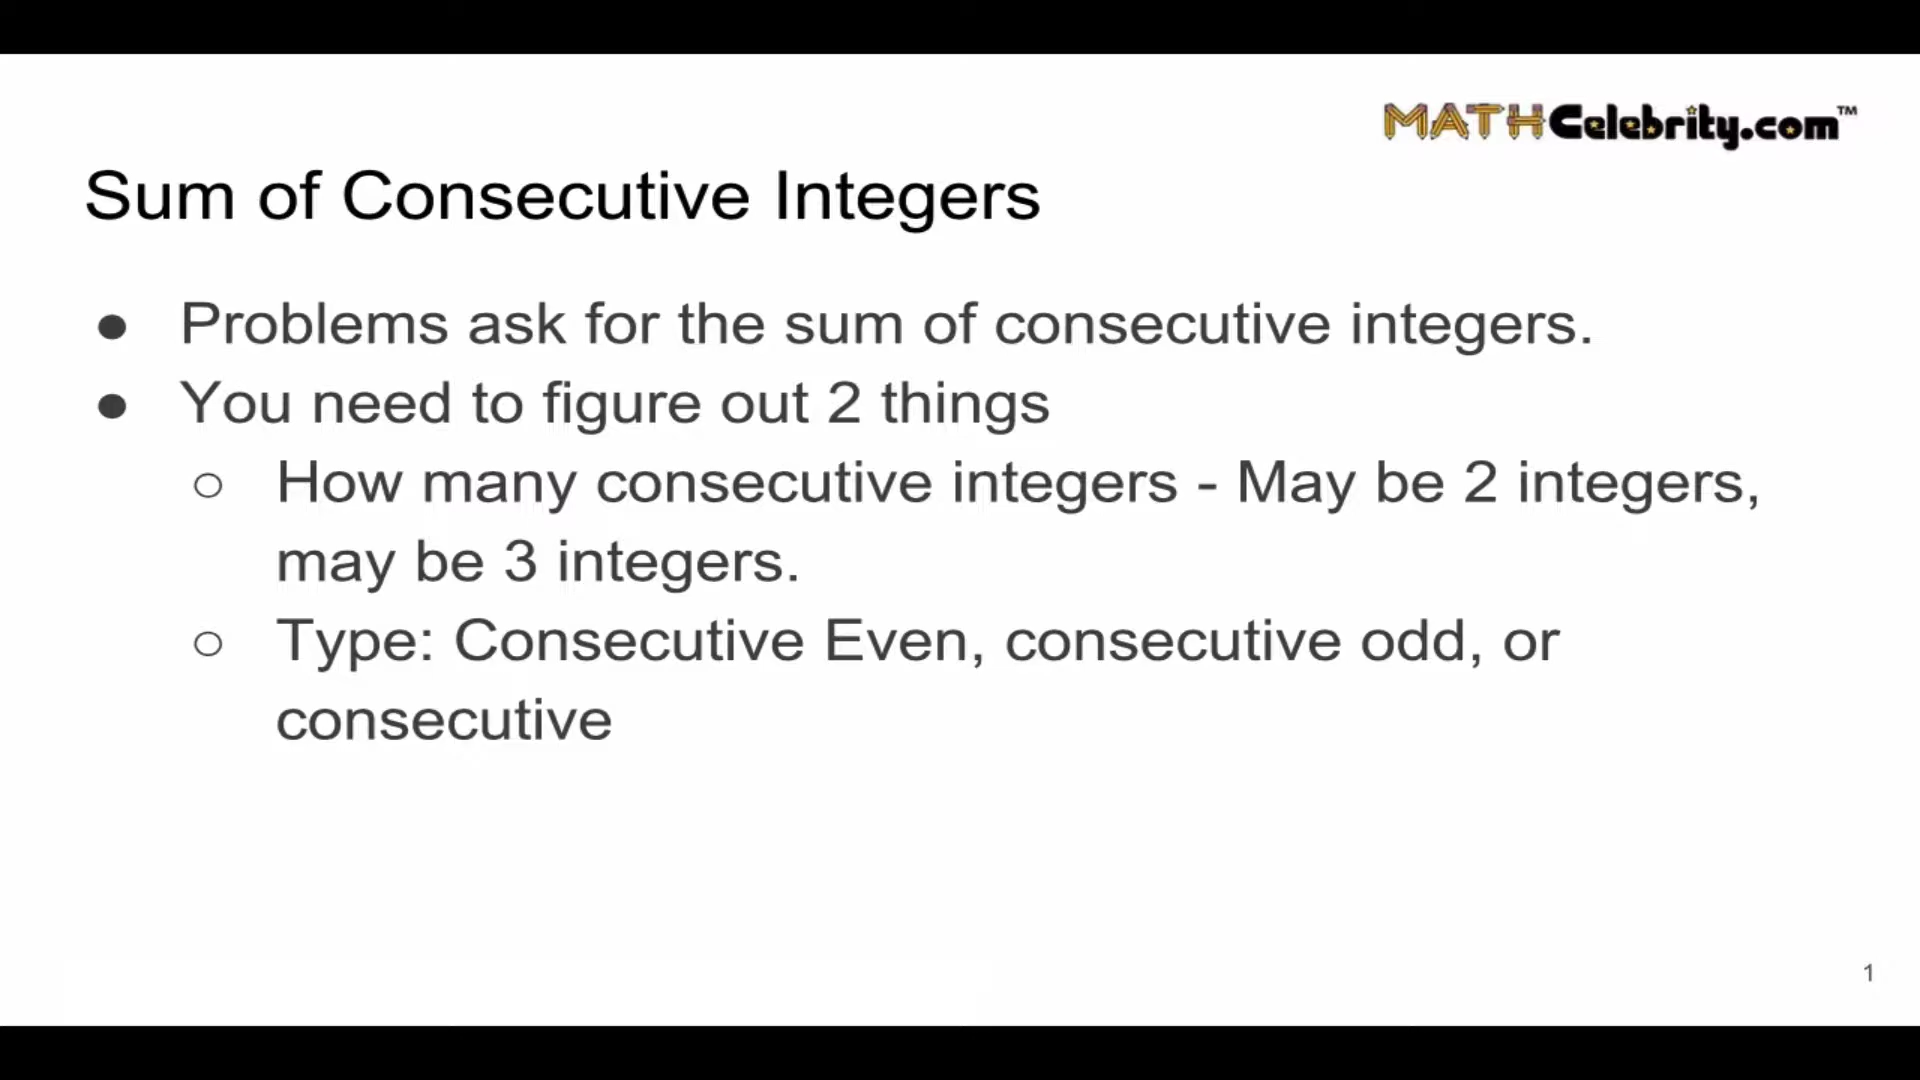 MATHCelebrity.com™
Sum of Consecutive Integers
● Problems ask for the sum of consecutive integers.
● You need to figure out 2 things
○ How many consecutive integers - May be 2 integers,
may be 3 integers.
○ Type: Consecutive Even, consecutive odd, or
consecutive
1